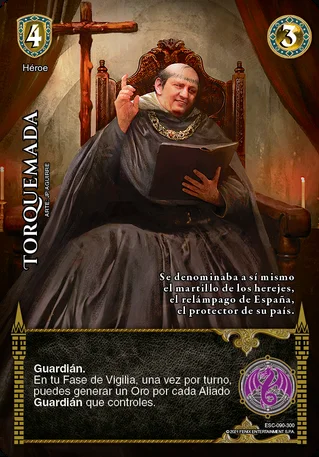 4
3
Héroe
TORQUEMADA
ARTE: JP AGUIRRE
Se denominaba a sí mismo
el martillo de los herejes,
el relámpago de España,
el protector de su país.
Guardián.
En tu Fase de Vigilia, una vez por turno,
puedes generar un Oro por cada Aliado
Guardián que controles.
ESC-090-300
©2021 FENIX ENTERTAINMENT S.P.A.